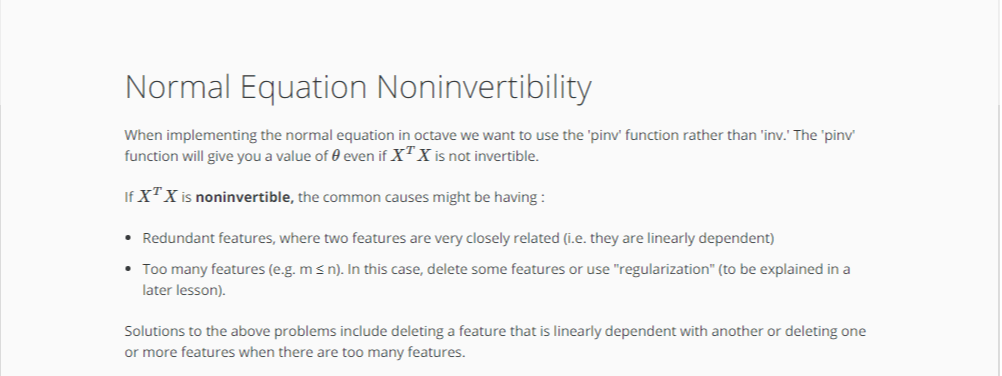 Normal Equation Noninvertibility
When implementing the normal equation in octave we want to use the 'pinv' function rather than 'inv.' The 'pinv'
function will give you a value of θ even if X^T X is not invertible.
If X^T X is noninvertible, the common causes might be having :
• Redundant features, where two features are very closely related (i.e. they are linearly dependent)
• Too many features (e.g. m ≤ n). In this case, delete some features or use "regularization" (to be explained in a
later lesson).
Solutions to the above problems include deleting a feature that is linearly dependent with another or deleting one
or more features when there are too many features.